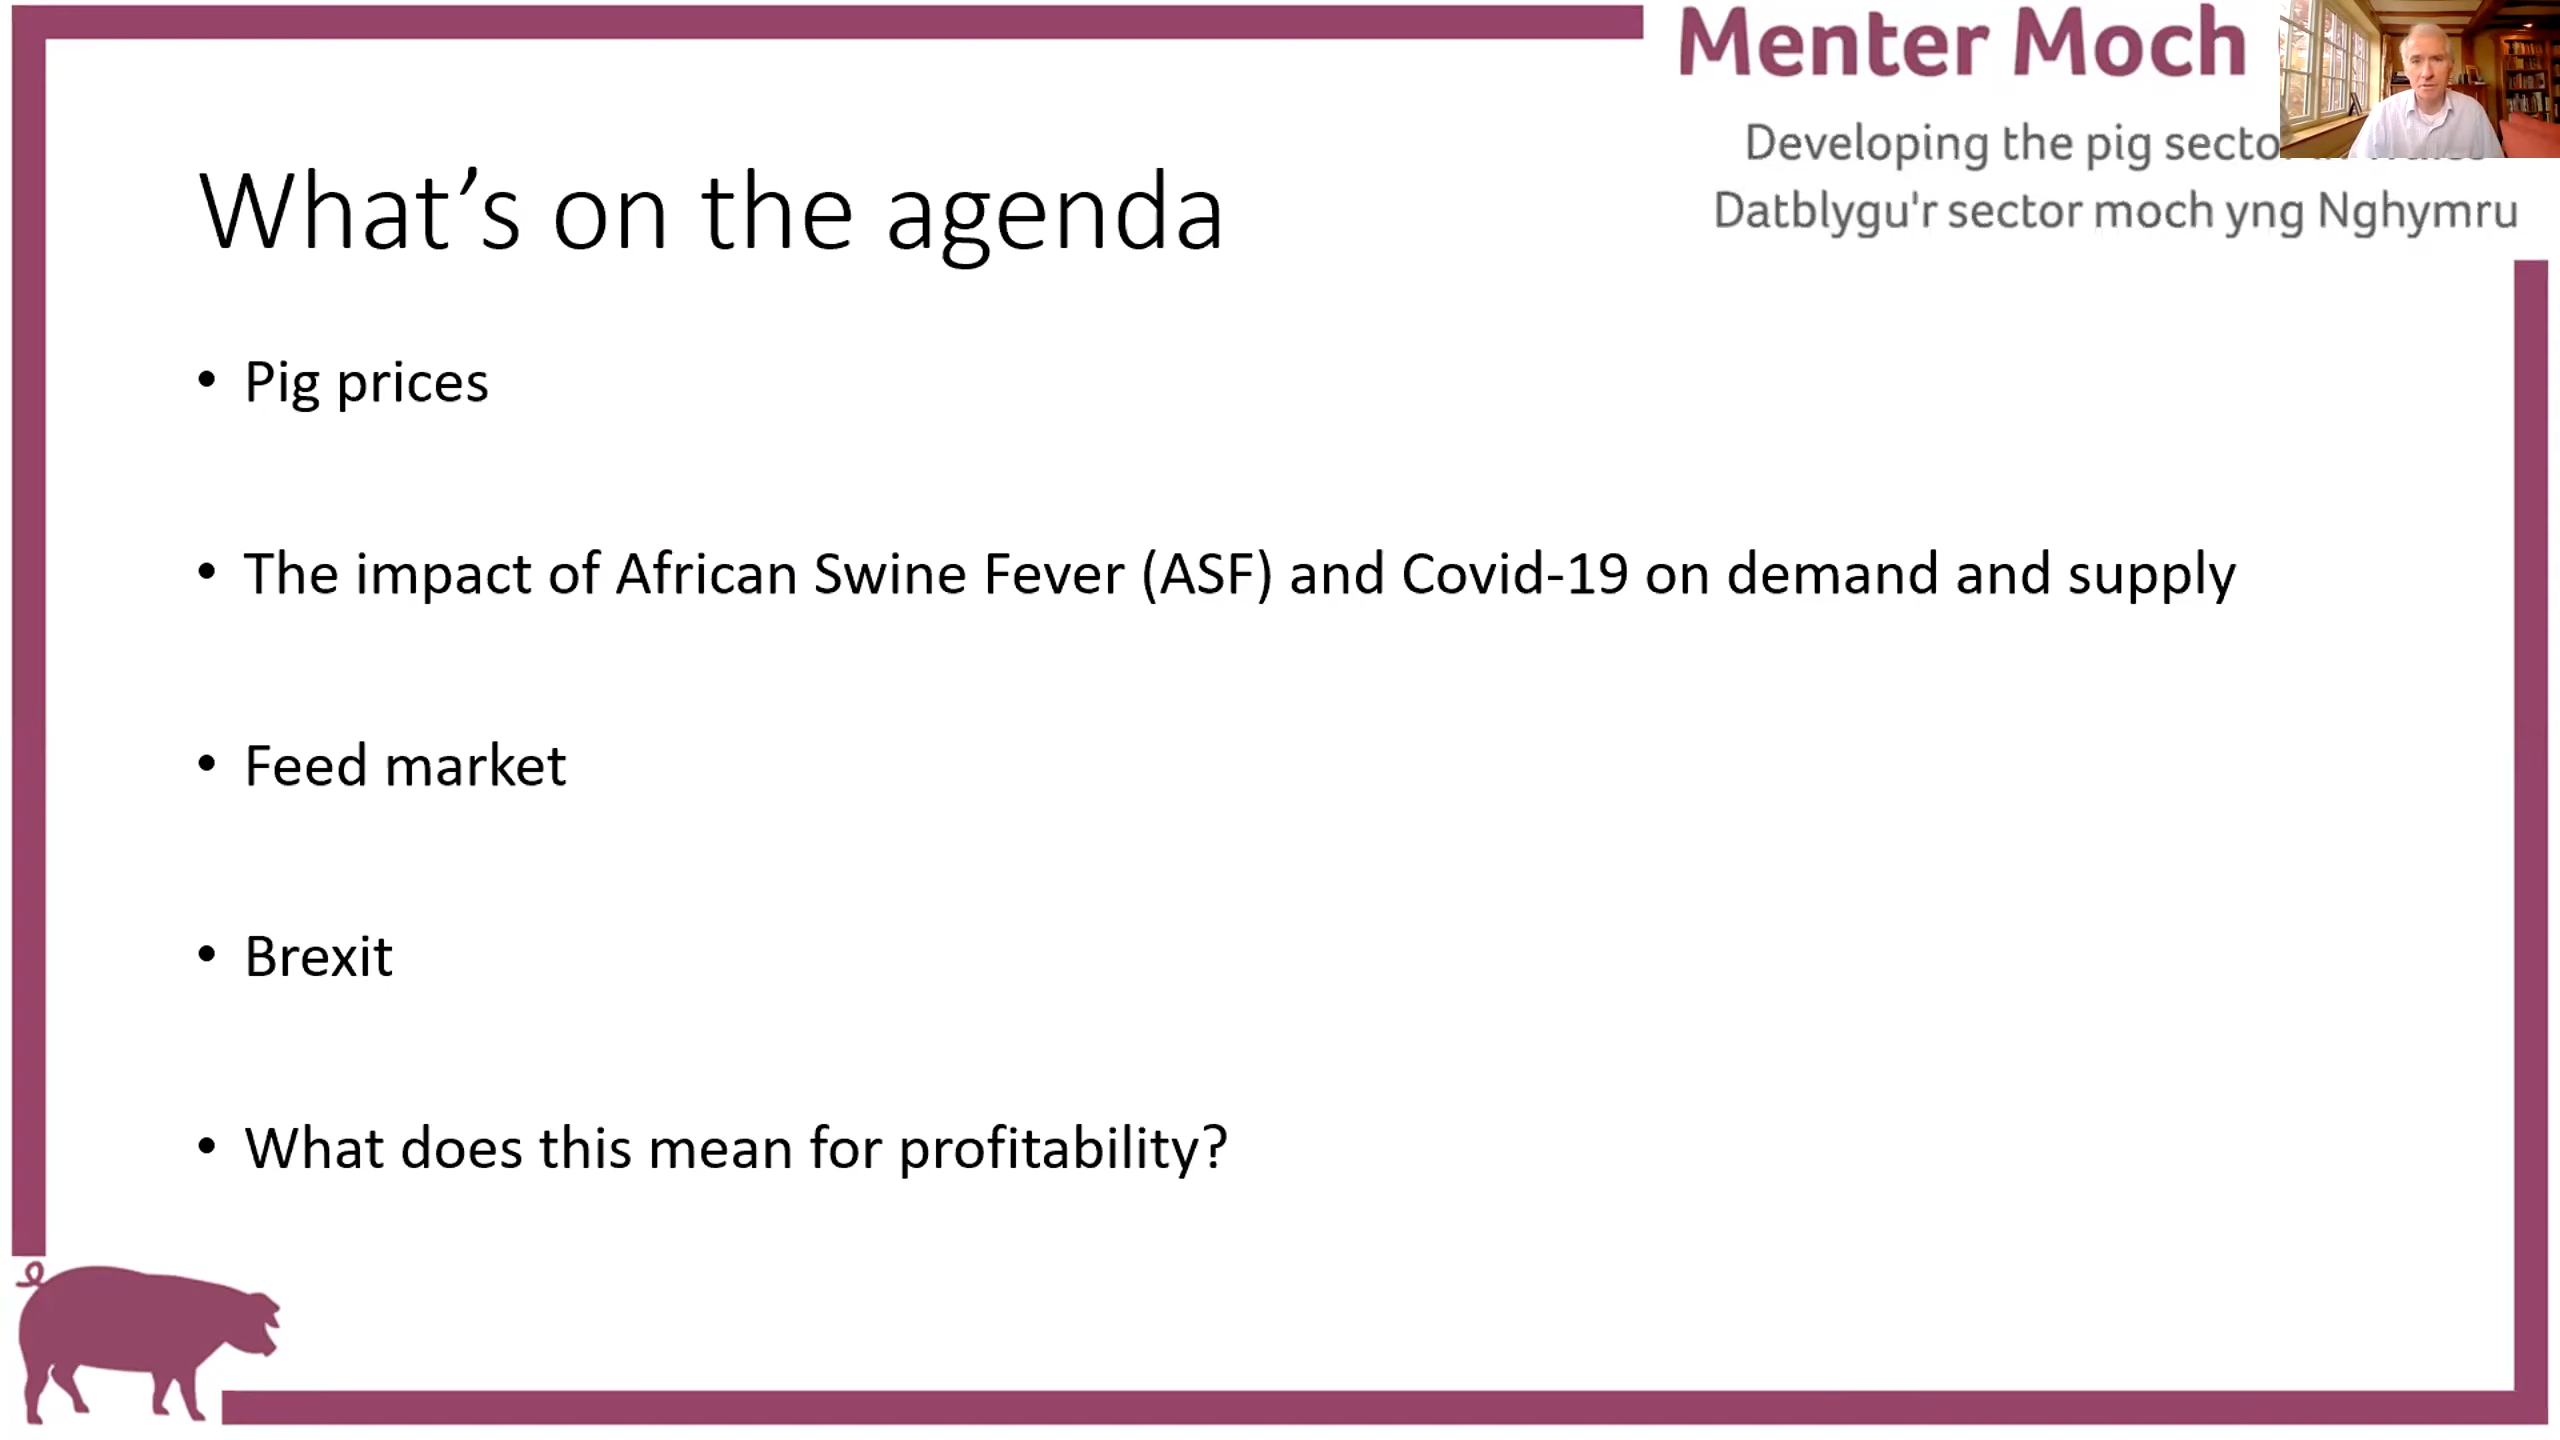 Menter Moch
Developing the pig
Datblygu'r sector moch yng Nghymru
What’s on the agenda
• Pig prices
• The impact of African Swine Fever (ASF) and Covid-19 on demand and supply
• Feed market
• Brexit
• What does this mean for profitability?